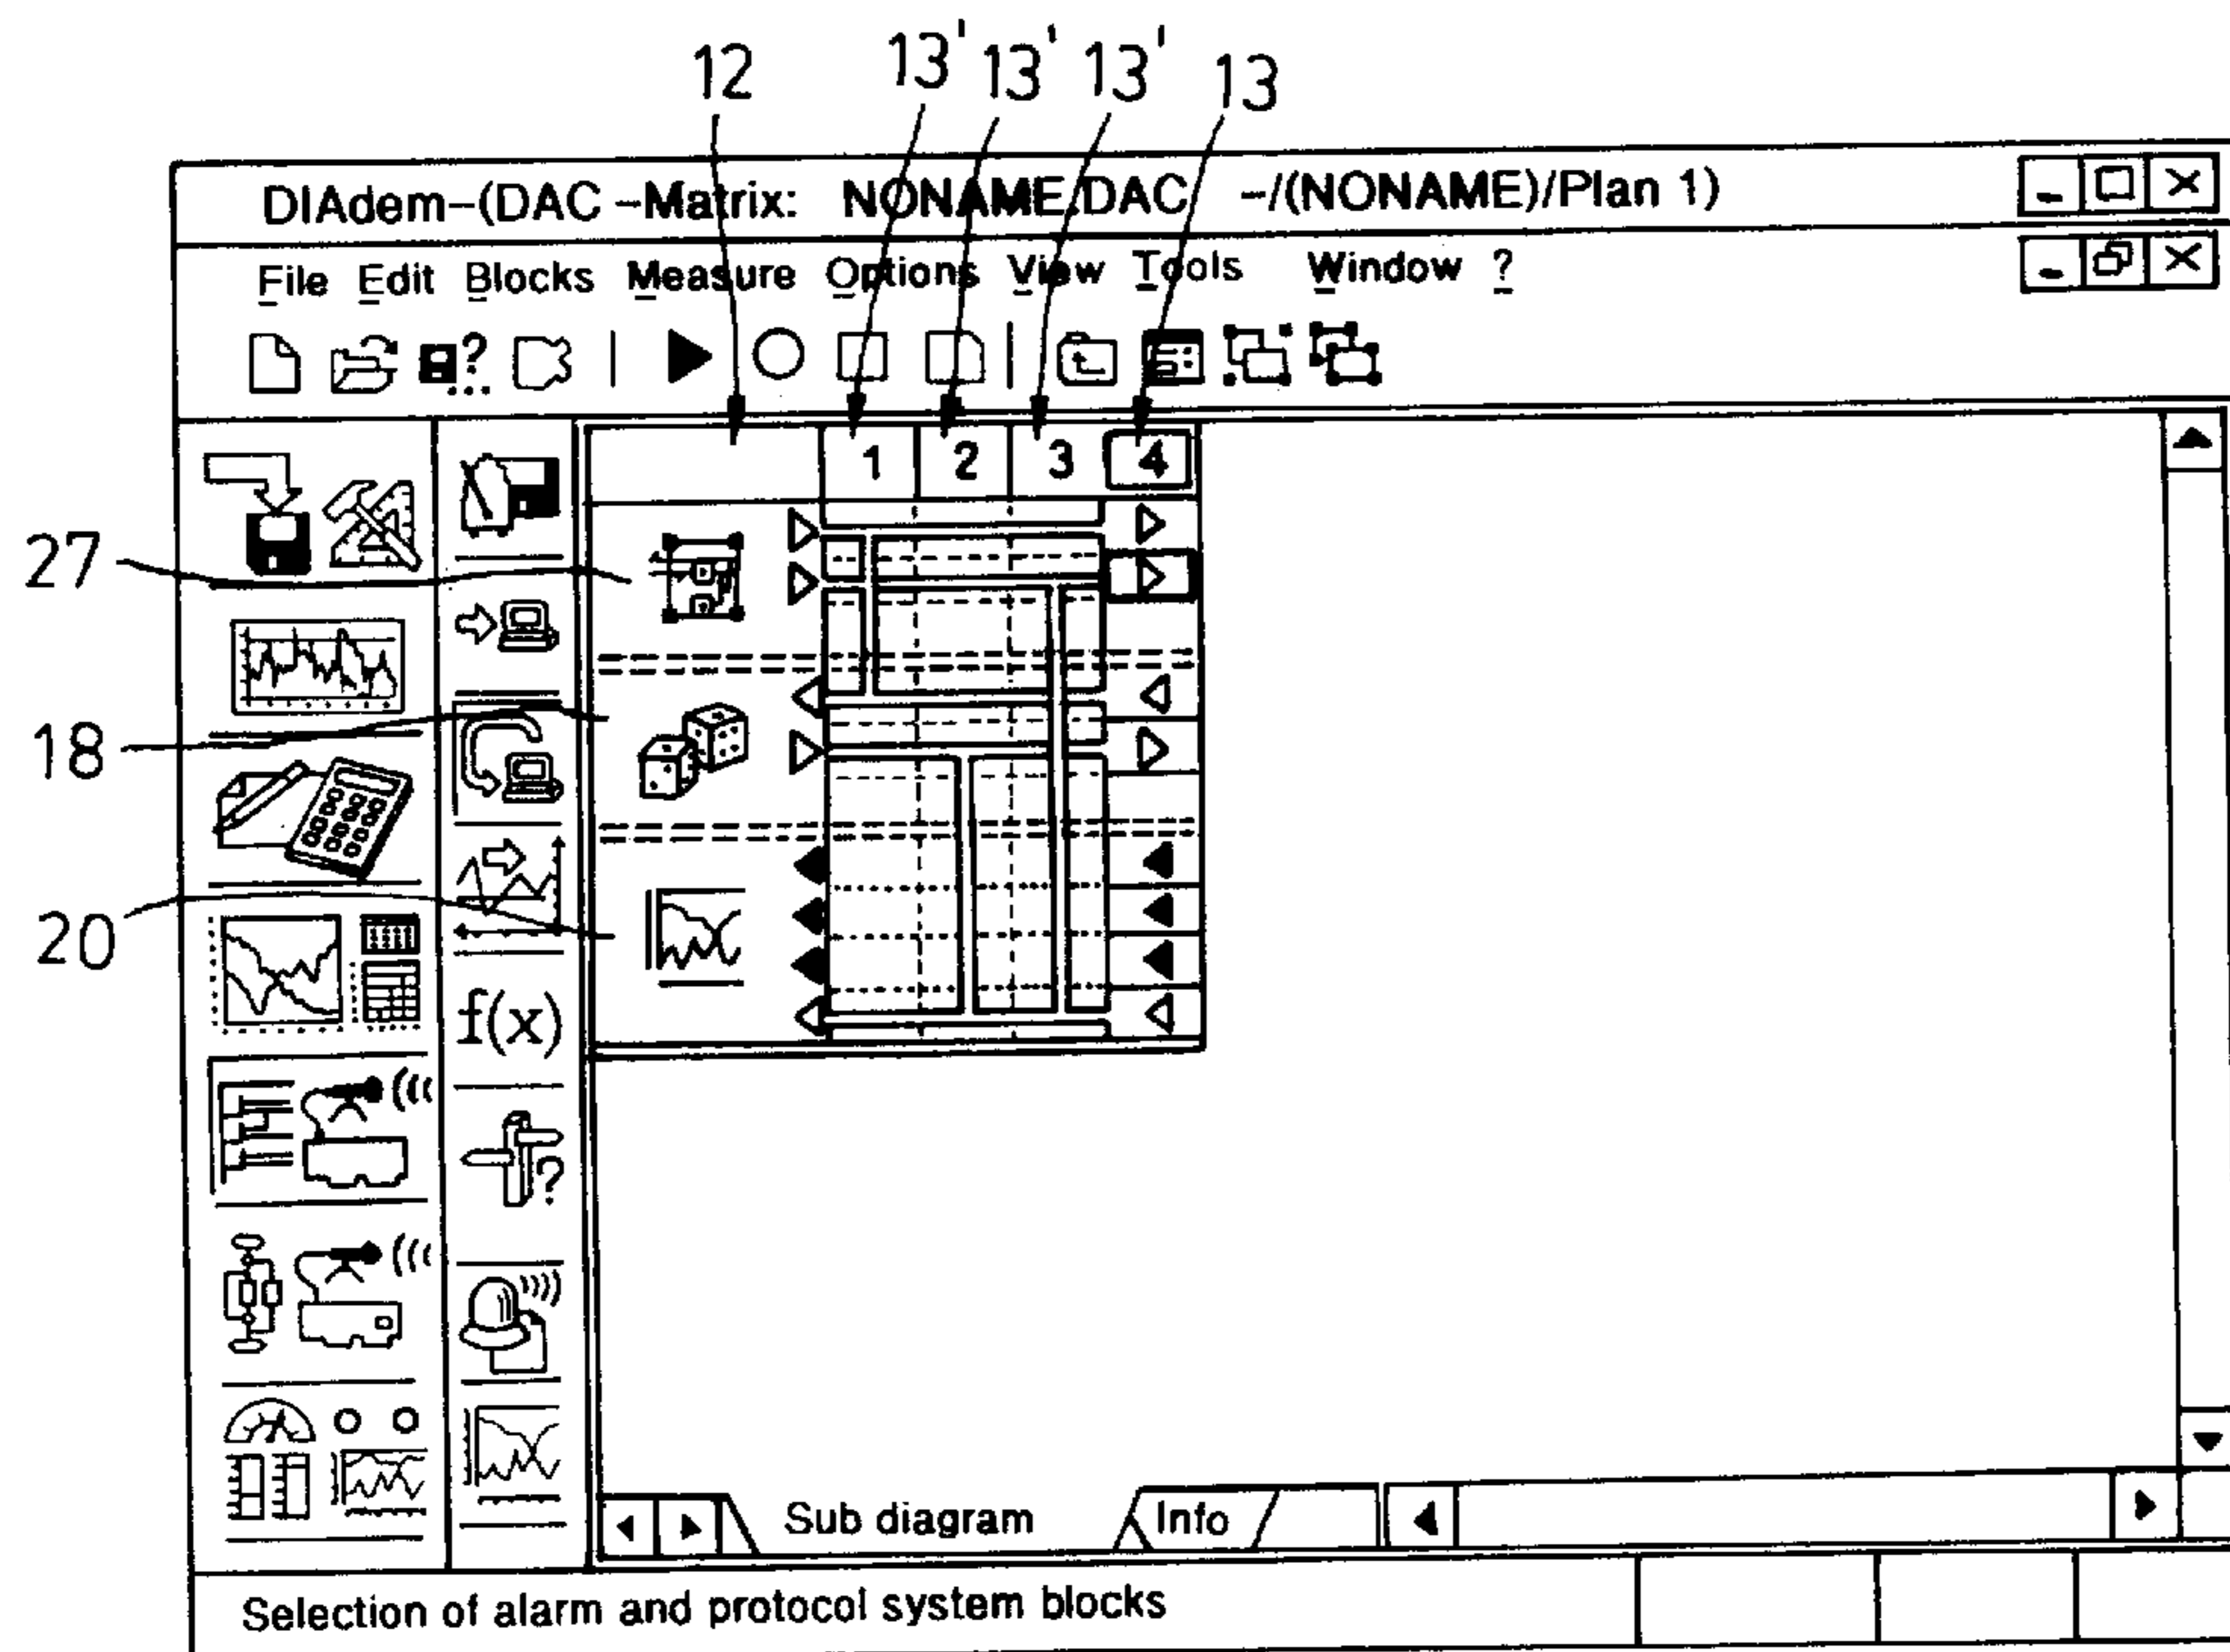 12 13' 13' 13' 13
DIAdem-(DAC -Matrix: NONAME.DAC -/(NONAME)/Plan 1)
File Edit Blocks Measure Options View Tools Window ?
?
1 2 3 4
27
18
20
f(x)
?
Sub diagram Info
Selection of alarm and protocol system blocks